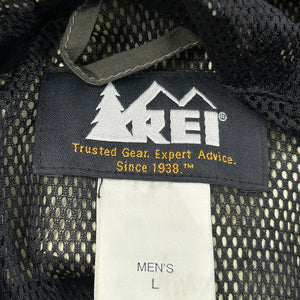 REI®
Trusted Gear. Expert Advice.
Since 1938.™
MEN'S
L